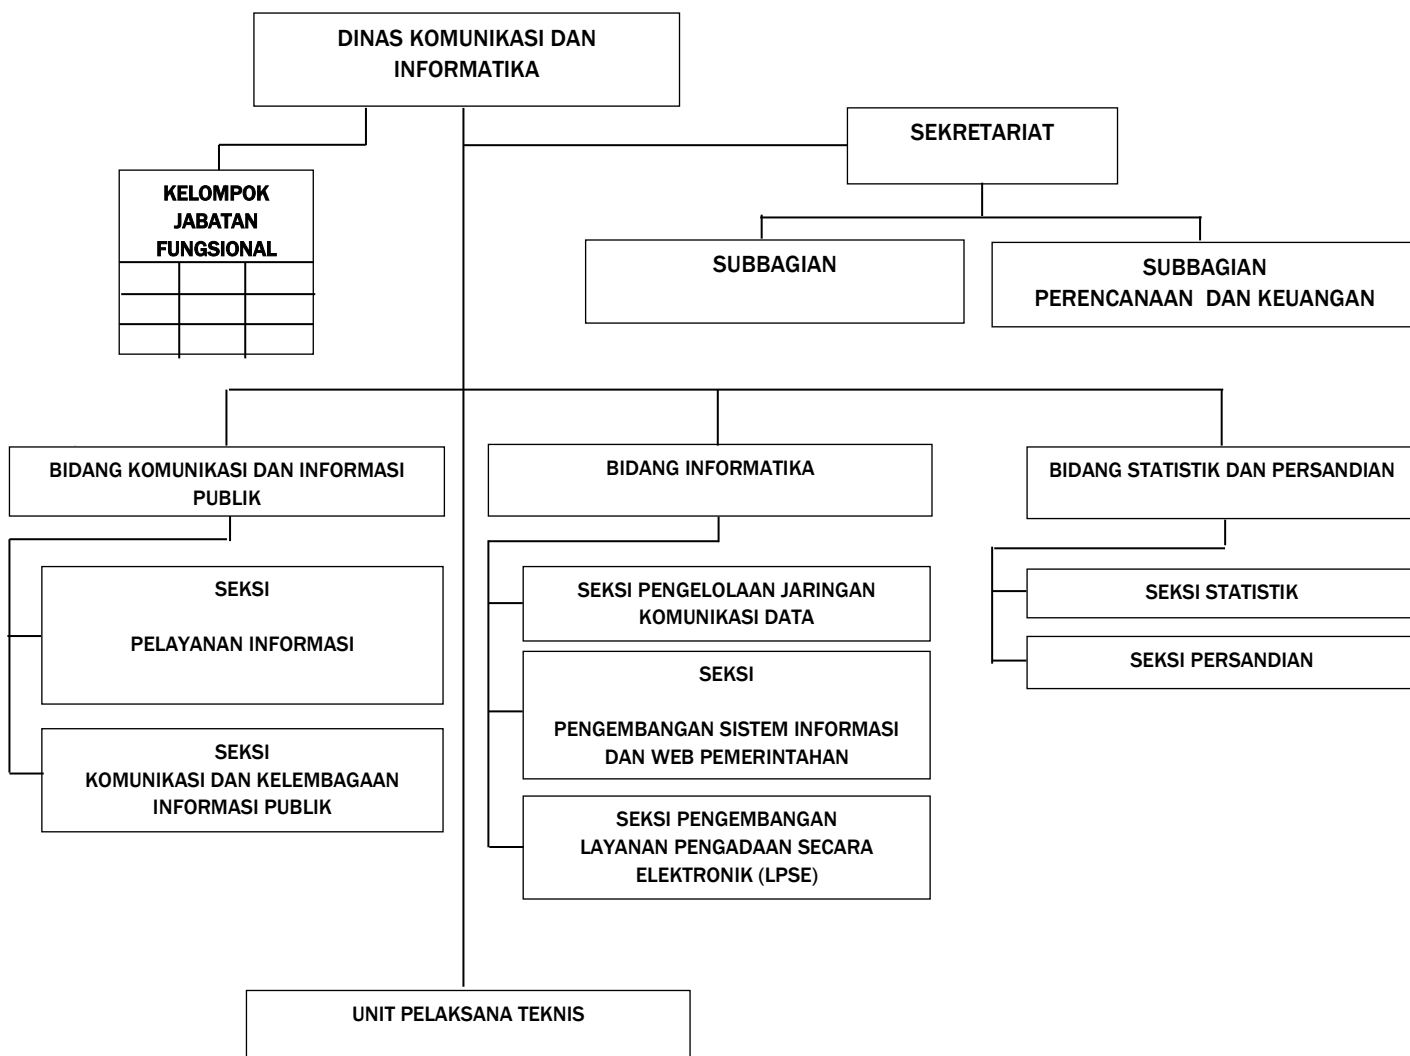 DINAS KOMUNIKASI DAN
INFORMATIKA
SEKRETARIAT
KELOMPOK
JABATAN
FUNGSIONAL
SUBBAGIAN
SUBBAGIAN
PERENCANAAN DAN KEUANGAN
BIDANG KOMUNIKASI DAN INFORMASI
PUBLIK
BIDANG INFORMATIKA
BIDANG STATISTIK DAN PERSANDIAN
SEKSI
PELAYANAN INFORMASI
SEKSI
KOMUNIKASI DAN KELEMBAGAAN
INFORMASI PUBLIK
SEKSI PENGELOLAAN JARINGAN
KOMUNIKASI DATA
SEKSI
PENGEMBANGAN SISTEM INFORMASI
DAN WEB PEMERINTAHAN
SEKSI PENGEMBANGAN
LAYANAN PENGADAAN SECARA
ELEKTRONIK (LPSE)
SEKSI STATISTIK
SEKSI PERSANDIAN
UNIT PELAKSANA TEKNIS